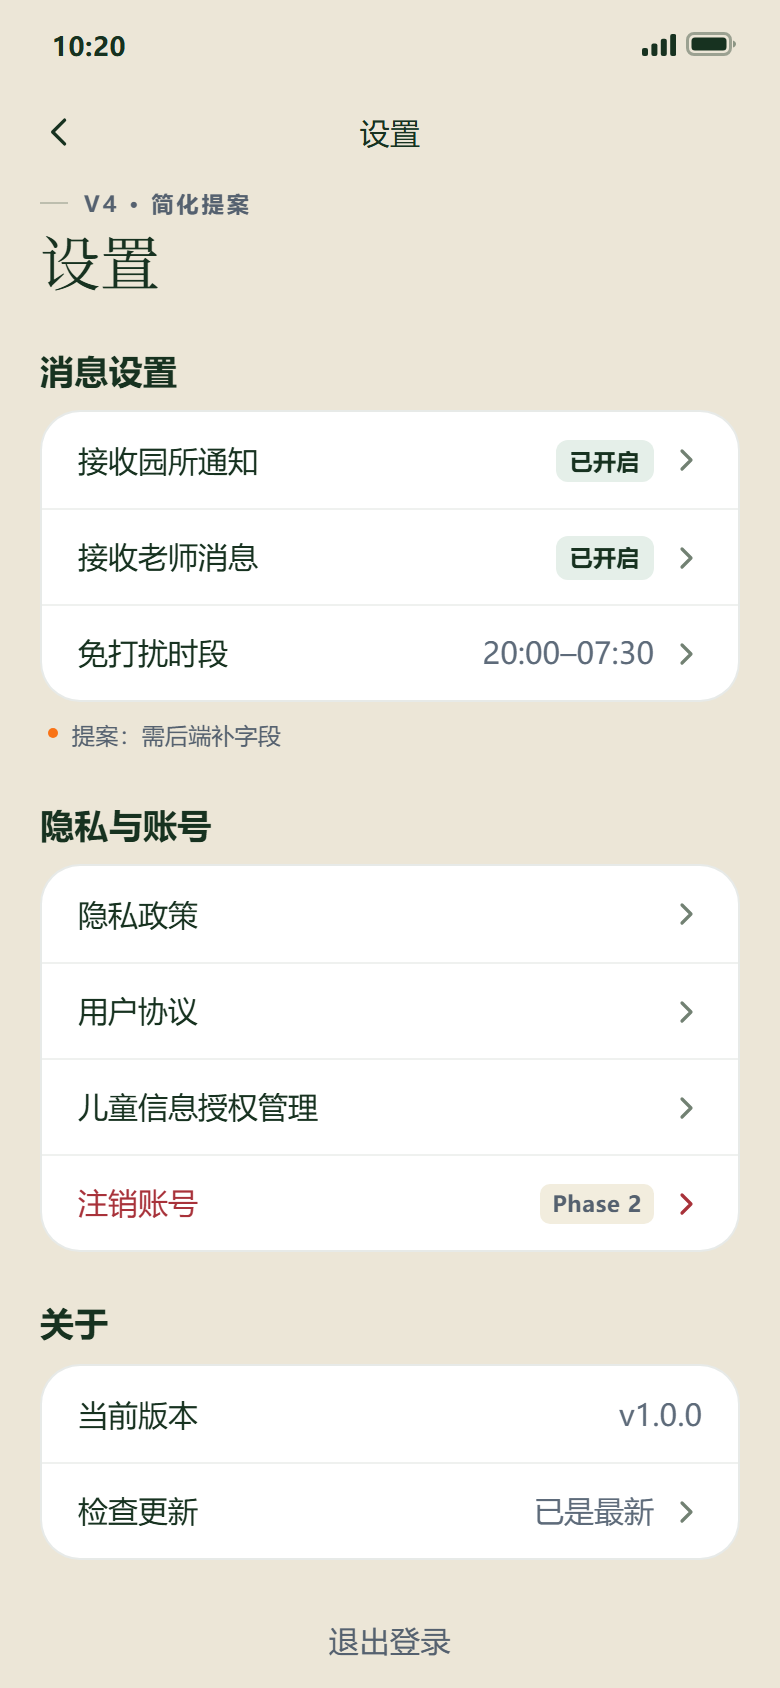 10:20
设置
V4 • 简化提案
设置
消息设置
接收园所通知 已开启
接收老师消息 已开启
免打扰时段 20:00–07:30
提案：需后端补字段
隐私与账号
隐私政策
用户协议
儿童信息授权管理
注销账号 Phase 2
关于
当前版本 v1.0.0
检查更新 已是最新
退出登录